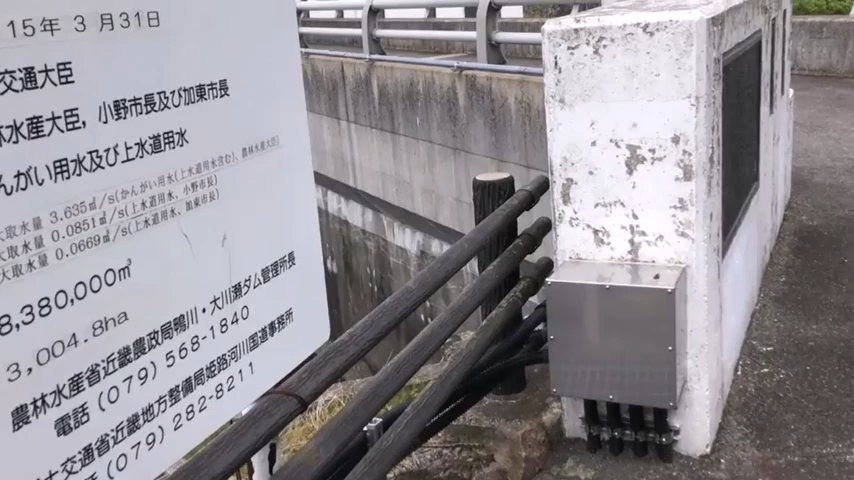 15年 3 月31日
交通大臣
林水産大臣, 小野市長及び加東市長
んがい用水及び上水道用水
大取水量 3.635㎥/s(かんがい用水(上水道用水含む)、農林水産大臣)
大取水量 0.0851㎥/s(上水道用水、小野市長)
大取水量 0.0669㎥/s(上水道用水、加東市長)
8,380,000㎥
3,004.8ha
農林水産省近畿農政局鴨川・大川瀬ダム管理所長
電話 (079) 568-1840
土交通省近畿地方整備局姫路河川国道事務所
話 (079) 282-8211